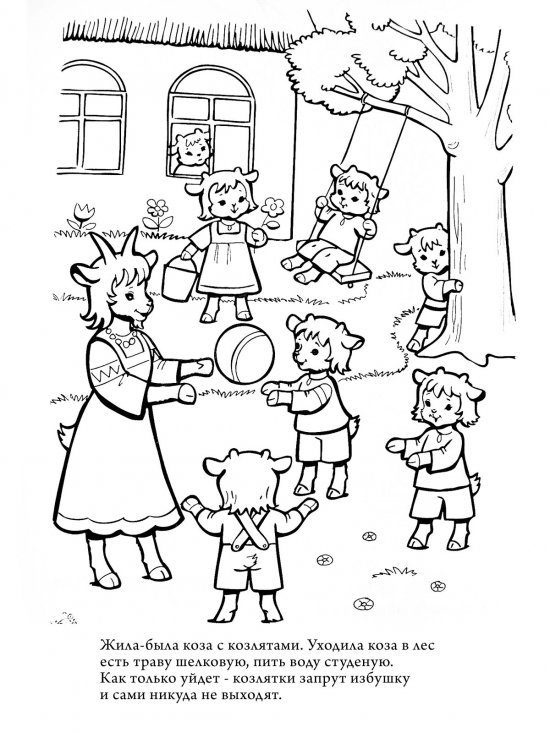 Жила-была коза с козлятами. Уходила коза в лес
есть траву шелковую, пить воду студеную.
Как только уйдет - козлятки запрут избушку
и сами никуда не выходят.